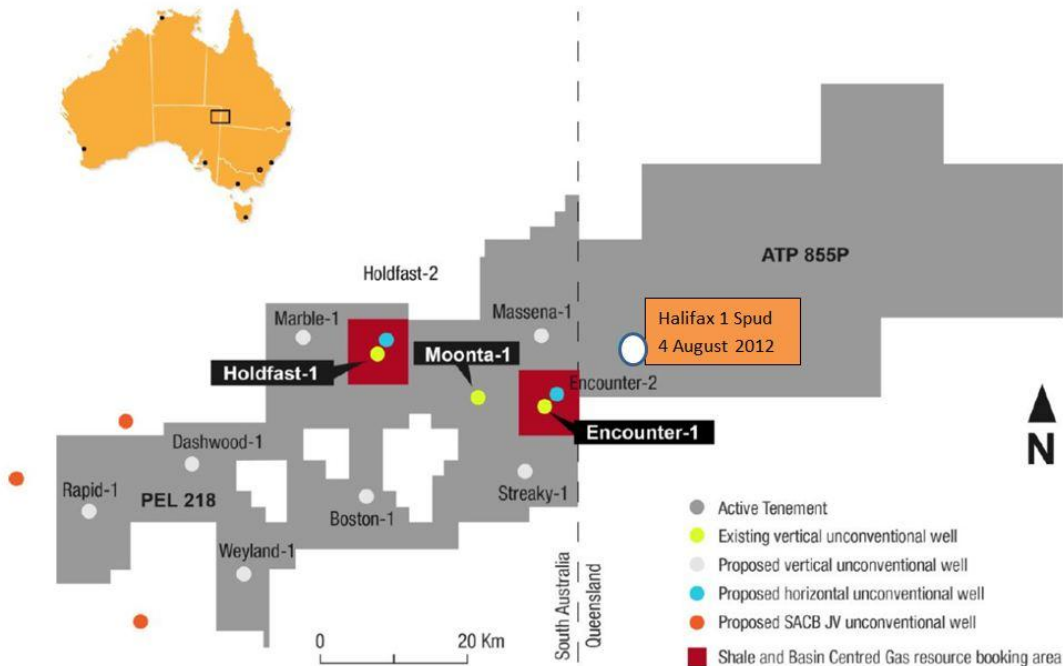 Holdfast-2
ATP 855P
Marble-1
Massena-1
Halifax 1 Spud
4 August 2012
Moonta-1
Holdfast-1
Encounter-2
Encounter-1
N
Dashwood-1
Rapid-1
PEL 218
Boston-1
Streaky-1
Weyland-1
South Australia
Queensland
0 20 Km
Active Tenement
Existing vertical unconventional well
Proposed vertical unconventional well
Proposed horizontal unconventional well
Proposed SACB JV unconventional well
Shale and Basin Centred Gas resource booking area